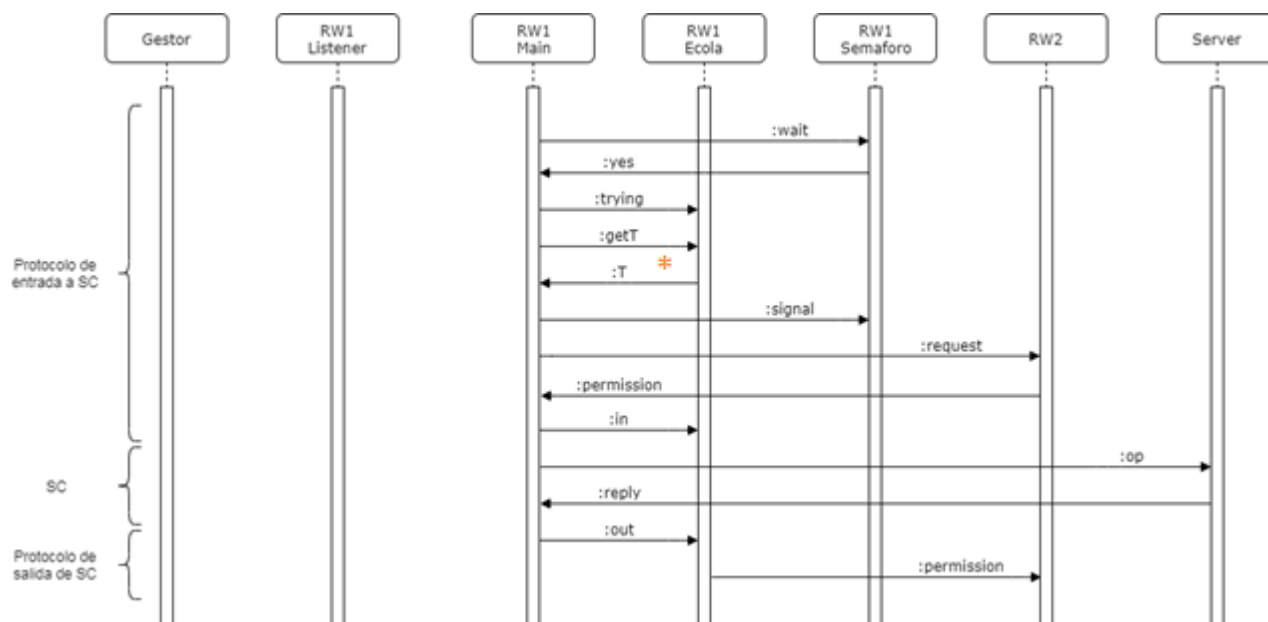 Gestor
RW1
Listener
RW1
Main
RW1
Ecola
RW1
Semaforo
RW2
Server
:wait
:yes
:trying
:getT
:T *
:signal
:request
:permission
:in
Protocolo de
entrada a SC
:op
:reply
SC
:out
:permission
Protocolo de
salida de SC